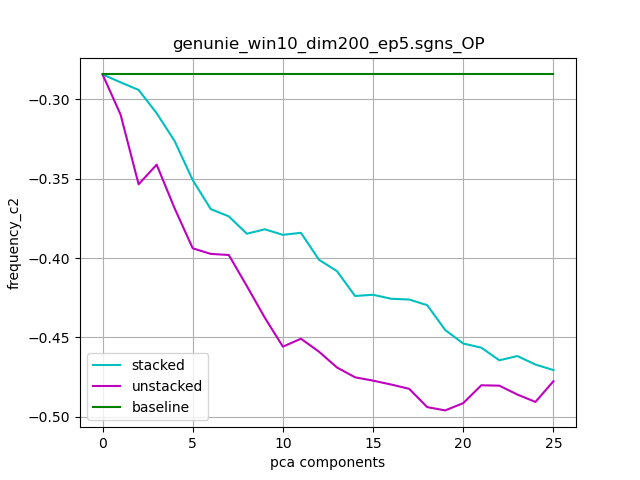 genunie_win10_dim200_ep5.sgns_OP
frequency_c2
−0.30
−0.35
−0.40
−0.45
−0.50
stacked
unstacked
baseline
0 5 10 15 20 25
pca components